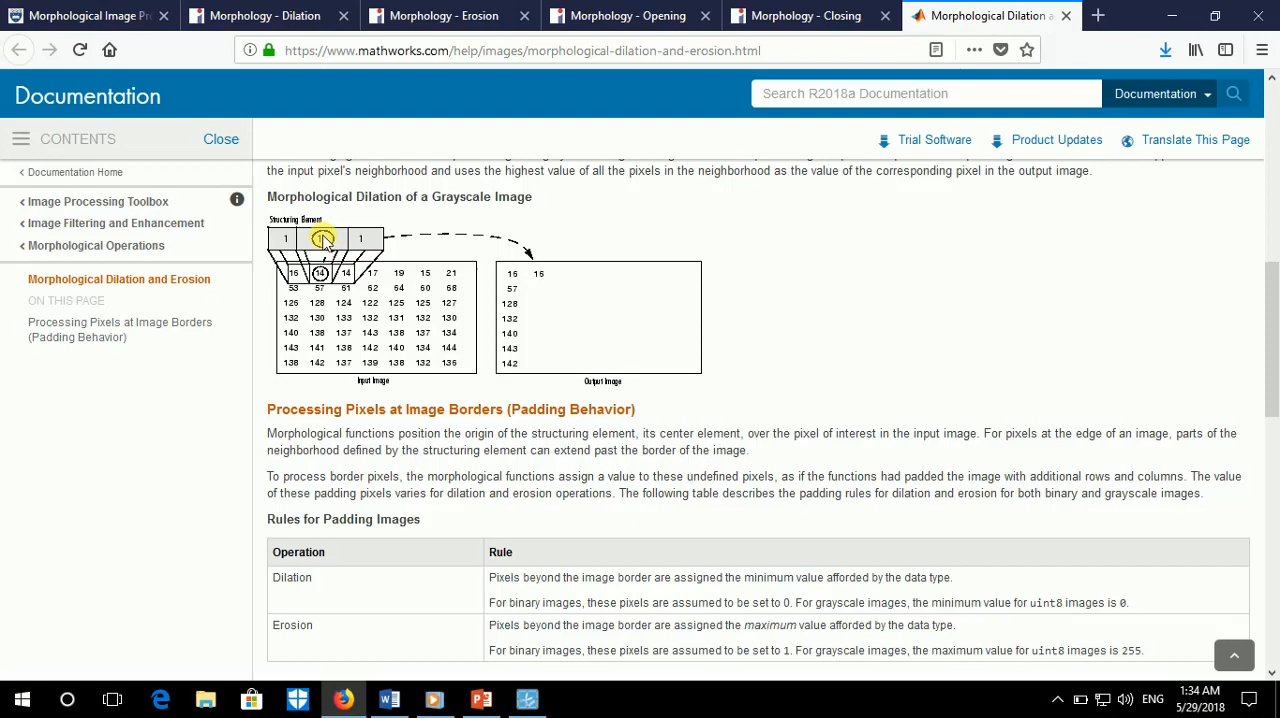 Morphological Image Pr
Morphology - Dilation
Morphology - Erosion
Morphology - Opening
Morphology - Closing
Morphological Dilation a
https://www.mathworks.com/help/images/morphological-dilation-and-erosion.html
Documentation
Search R2018a Documentation
Documentation
CONTENTS
Close
Trial Software
Product Updates
Translate This Page
Documentation Home
Image Processing Toolbox
Image Filtering and Enhancement
Morphological Operations
Morphological Dilation and Erosion
ON THIS PAGE
Processing Pixels at Image Borders
(Padding Behavior)
the input pixel's neighborhood and uses the highest value of all the pixels in the neighborhood as the value of the corresponding pixel in the output image.
Morphological Dilation of a Grayscale Image
Structuring Element
1 1 1
16 14 14 17 19 15 21
53 57 61 62 64 60 68
126 128 124 122 125 125 127
132 130 133 132 131 132 130
140 138 137 143 138 137 134
143 141 138 142 140 134 144
138 142 137 139 138 132 136
Input Image
16 16
57
128
132
140
143
142
Output Image
Processing Pixels at Image Borders (Padding Behavior)
Morphological functions position the origin of the structuring element, its center element, over the pixel of interest in the input image. For pixels at the edge of an image, parts of the
neighborhood defined by the structuring element can extend past the border of the image.
To process border pixels, the morphological functions assign a value to these undefined pixels, as if the functions had padded the image with additional rows and columns. The value
of these padding pixels varies for dilation and erosion operations. The following table describes the padding rules for dilation and erosion for both binary and grayscale images.
Rules for Padding Images
Operation Rule
Dilation Pixels beyond the image border are assigned the minimum value afforded by the data type.
For binary images, these pixels are assumed to be set to 0. For grayscale images, the minimum value for uint8 images is 0.
Erosion Pixels beyond the image border are assigned the maximum value afforded by the data type.
For binary images, these pixels are assumed to be set to 1. For grayscale images, the maximum value for uint8 images is 255.
ENG
1:34 AM
5/29/2018